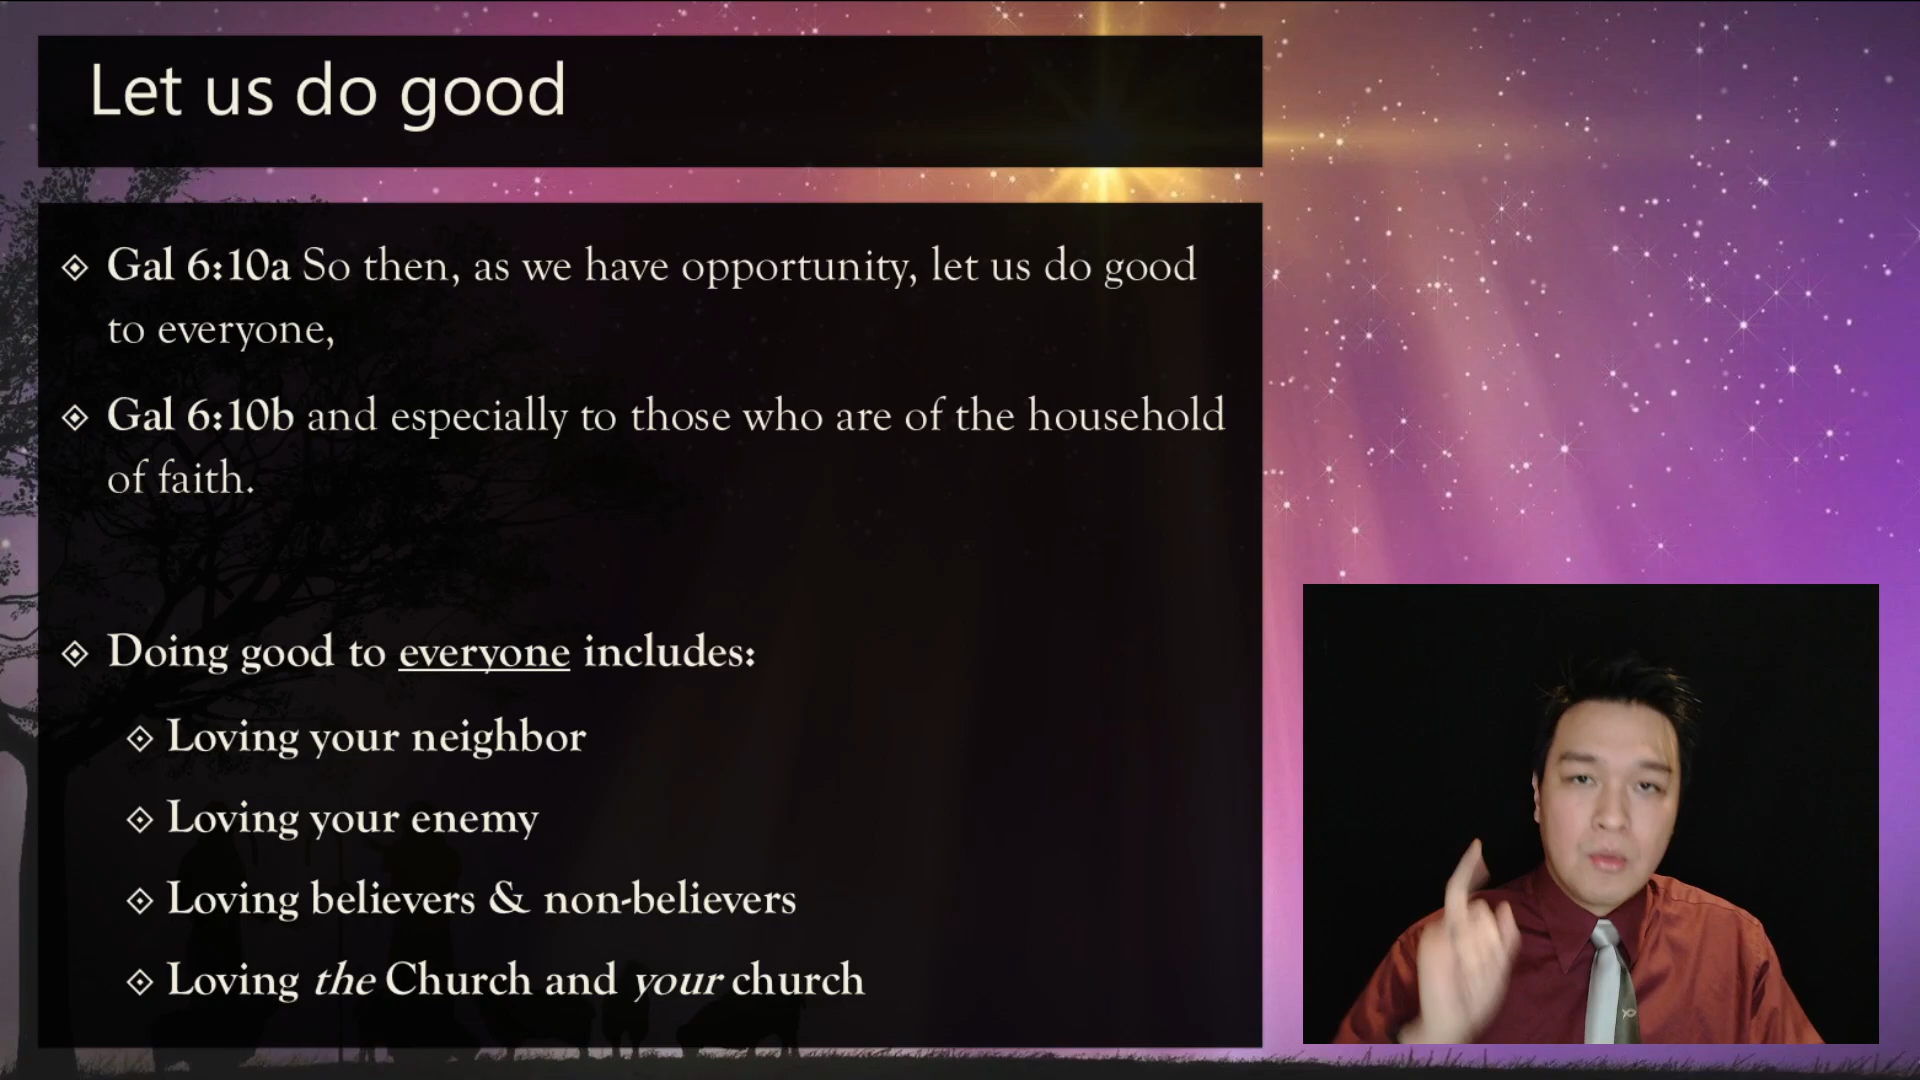 Let us do good
Gal 6:10a So then, as we have opportunity, let us do good
to everyone,
Gal 6:10b and especially to those who are of the household
of faith.
Doing good to everyone includes:
Loving your neighbor
Loving your enemy
Loving believers & non-believers
Loving the Church and your church